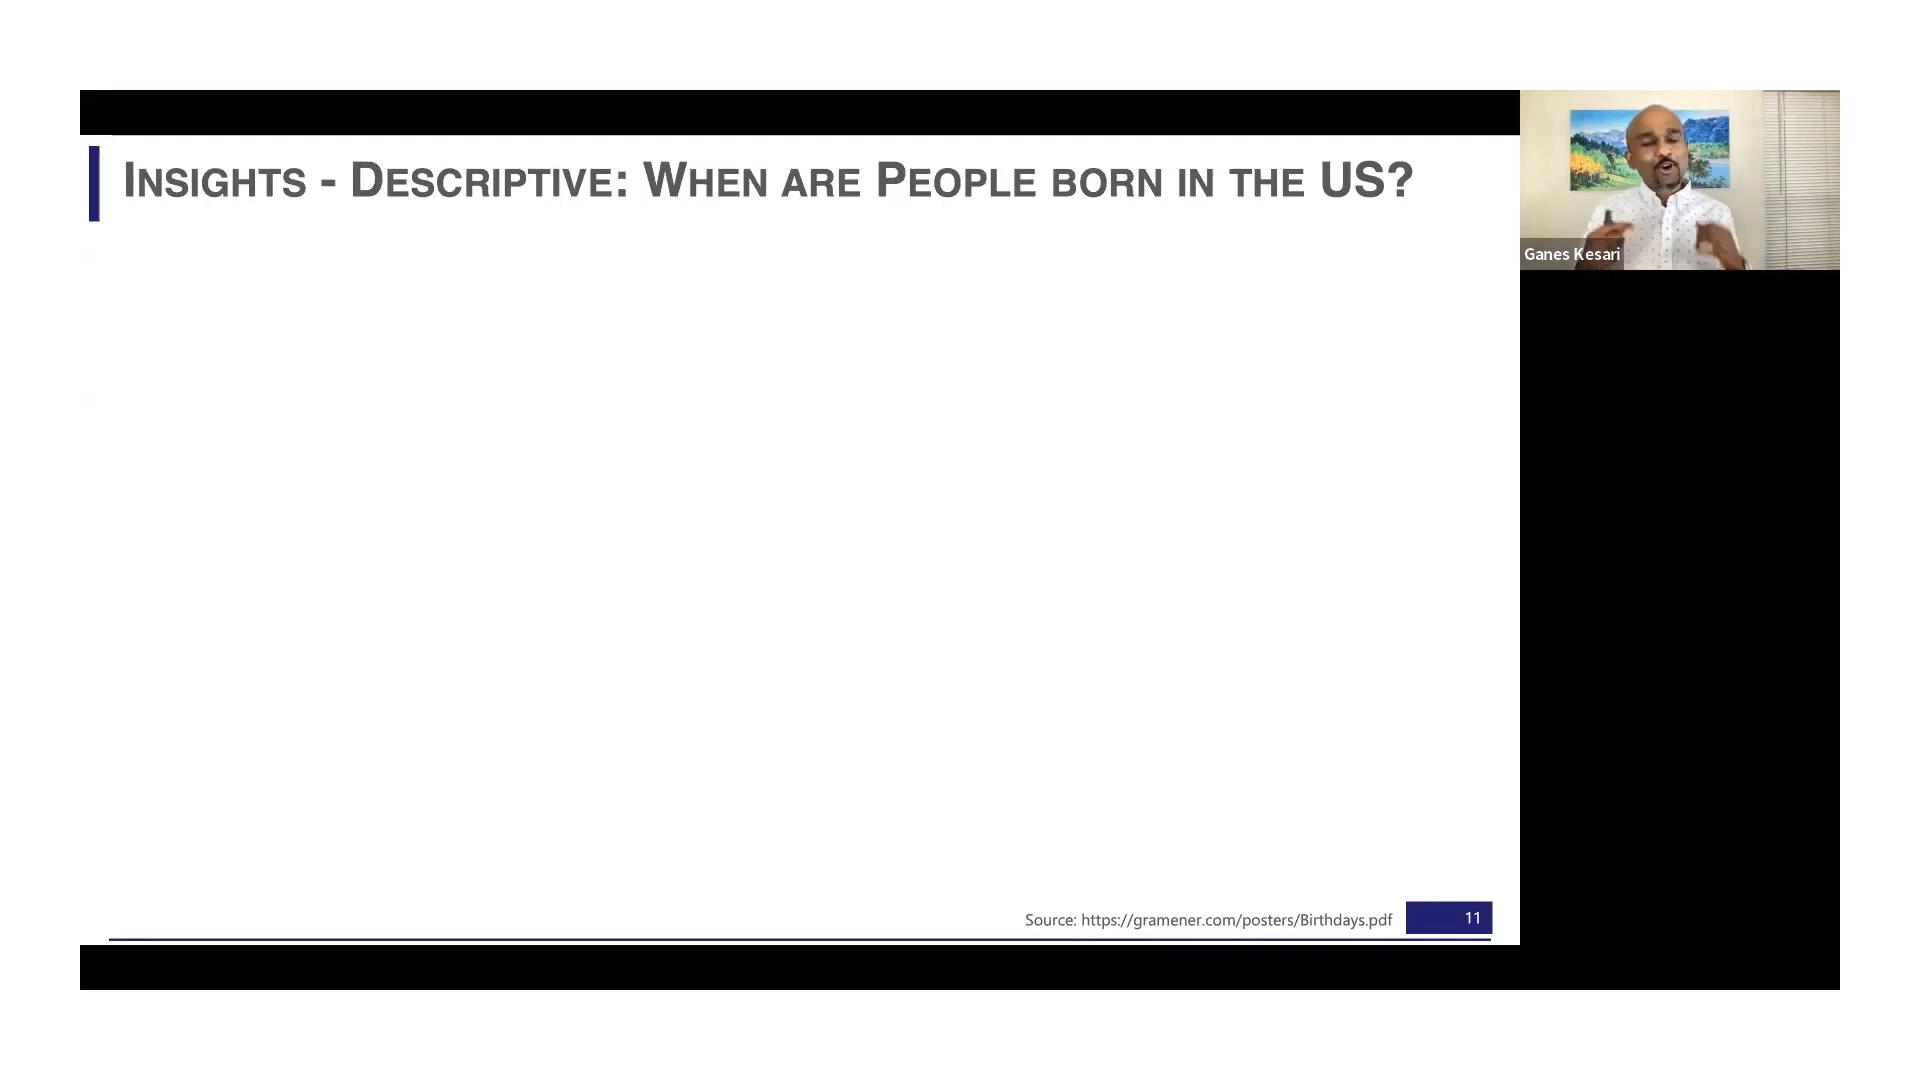 INSIGHTS - DESCRIPTIVE: WHEN ARE PEOPLE BORN IN THE US?
Ganes Kesari
Source: https://gramener.com/posters/Birthdays.pdf
11